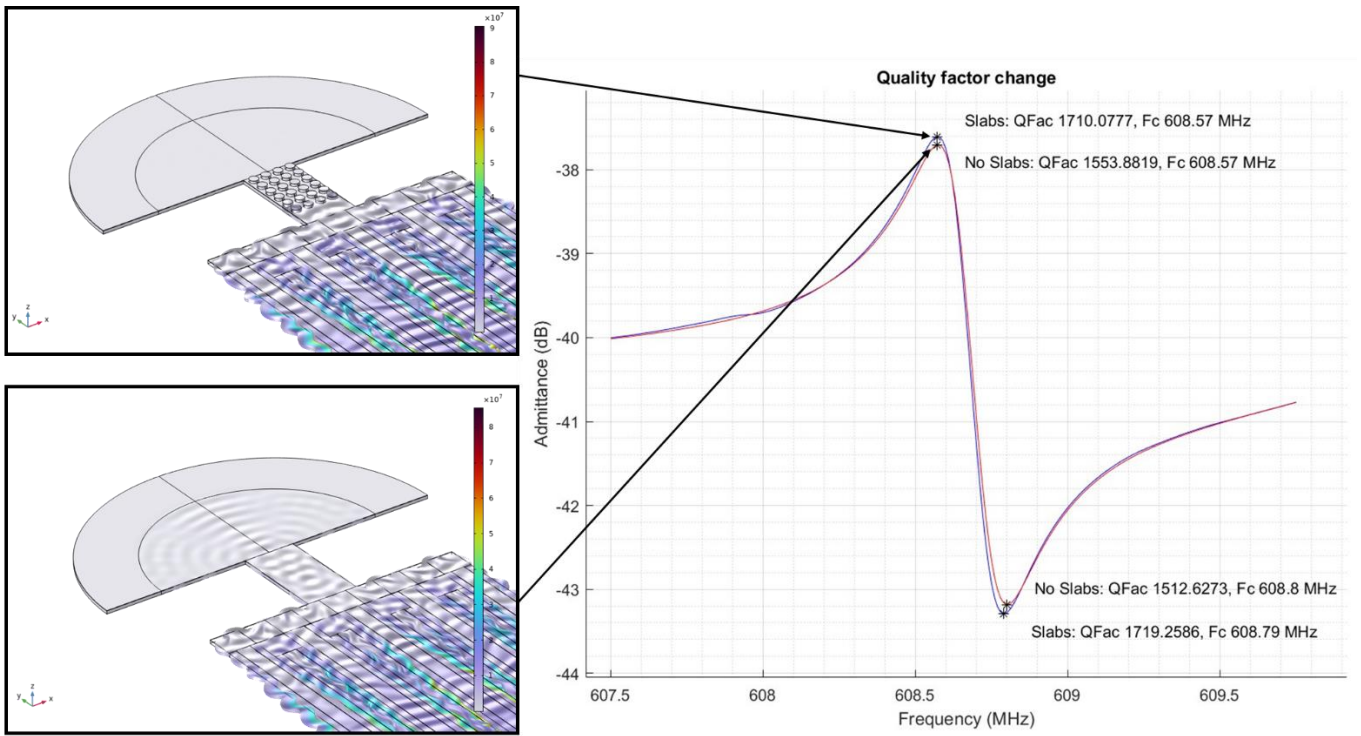 ×10⁷
9
8
7
6
5
4
1
z
y
x
×10⁷
8
7
6
5
4
3
2
1
z
y
x
Quality factor change
Slabs: QFac 1710.0777, Fc 608.57 MHz
No Slabs: QFac 1553.8819, Fc 608.57 MHz
-38
-39
-40
-41
-42
-43
-44
Admittance (dB)
No Slabs: QFac 1512.6273, Fc 608.8 MHz
Slabs: QFac 1719.2586, Fc 608.79 MHz
607.5
608
608.5
609
609.5
Frequency (MHz)